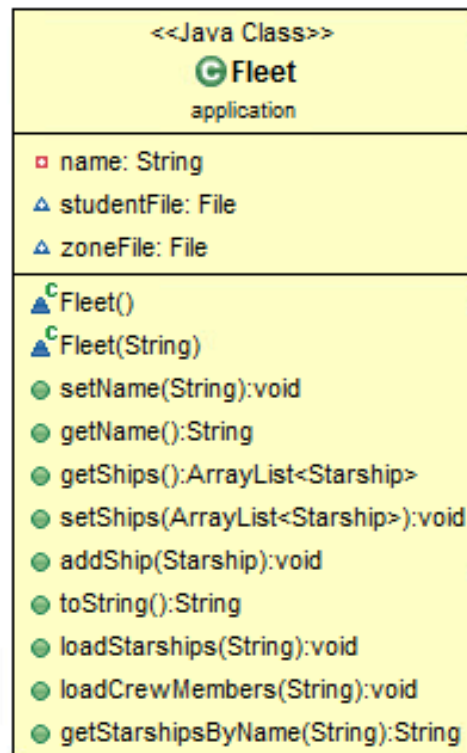 <<Java Class>>
C Fleet
application
name: String
studentFile: File
zoneFile: File
C Fleet()
C Fleet(String)
setName(String):void
getName():String
getShips():ArrayList<Starship>
setShips(ArrayList<Starship>):void
addShip(Starship):void
toString():String
loadStarships(String):void
loadCrewMembers(String):void
getStarshipsByName(String):String